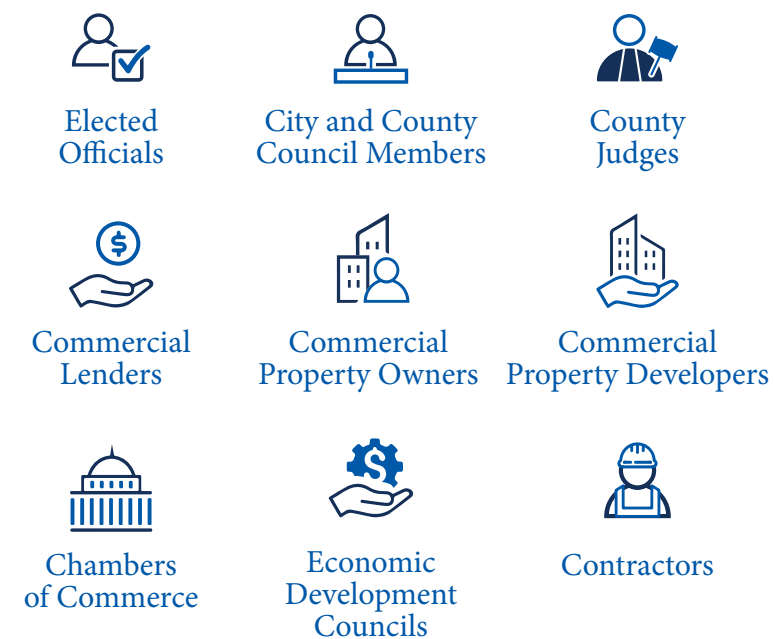 Elected
Officials
City and County
Council Members
County
Judges
Commercial
Lenders
Commercial
Property Owners
Commercial
Property Developers
Chambers
of Commerce
Economic
Development
Councils
Contractors